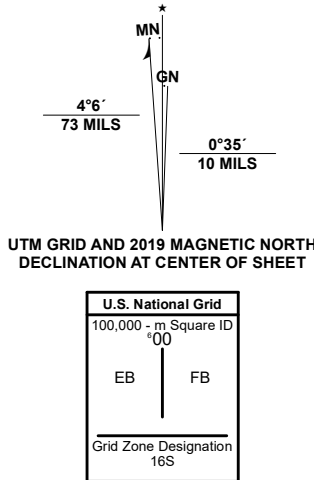 ★
MN
GN
4°6´
73 MILS
0°35´
10 MILS
UTM GRID AND 2019 MAGNETIC NORTH
DECLINATION AT CENTER OF SHEET
U.S. National Grid
100,000 - m Square ID
⁶00
EB FB
Grid Zone Designation
16S